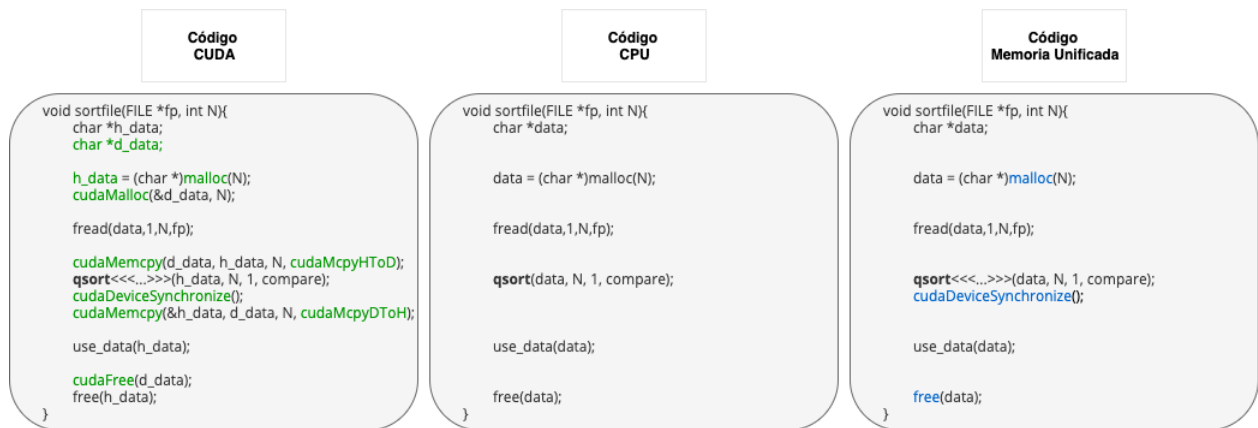 Código
CUDA
void sortfile(FILE *fp, int N){
char *h_data;
char *d_data;
h_data = (char *)malloc(N);
cudaMalloc(&d_data, N);
fread(data,1,N,fp);
cudaMemcpy(d_data, h_data, N, cudaMcpyHToD);
qsort<<<...>>>(h_data, N, 1, compare);
cudaDeviceSynchronize();
cudaMemcpy(&h_data, d_data, N, cudaMcpyDToH);
use_data(h_data);
cudaFree(d_data);
free(h_data);
}
Código
CPU
void sortfile(FILE *fp, int N){
char *data;
data = (char *)malloc(N);
fread(data,1,N,fp);
qsort(data, N, 1, compare);
use_data(data);
free(data);
}
Código
Memoria Unificada
void sortfile(FILE *fp, int N){
char *data;
data = (char *)malloc(N);
fread(data,1,N,fp);
qsort<<<...>>>(data, N, 1, compare);
cudaDeviceSynchronize();
use_data(data);
free(data);
}